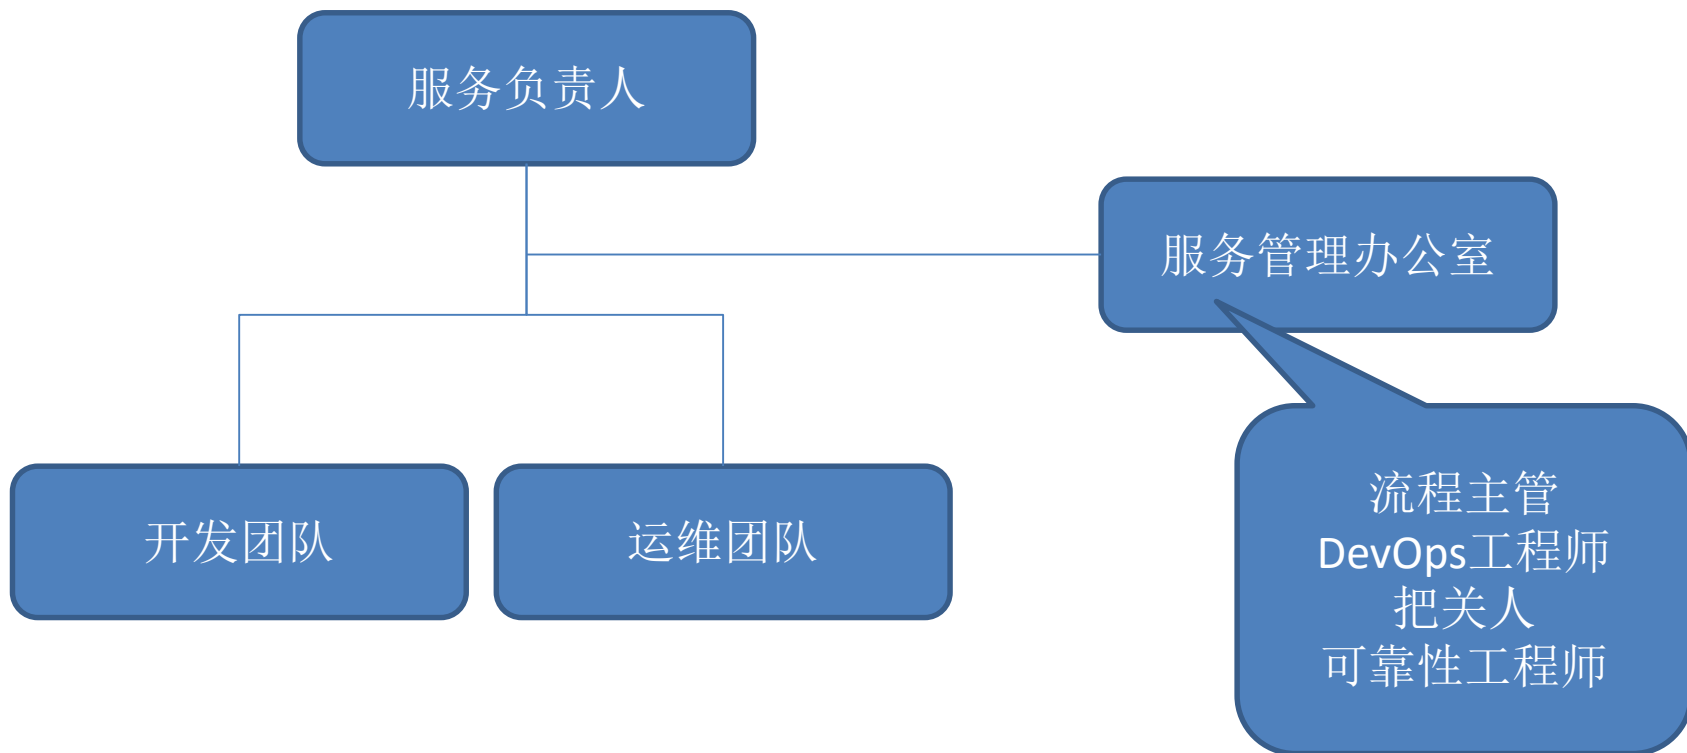 服务负责人
服务管理办公室
开发团队
运维团队
流程主管
DevOps工程师
把关人
可靠性工程师